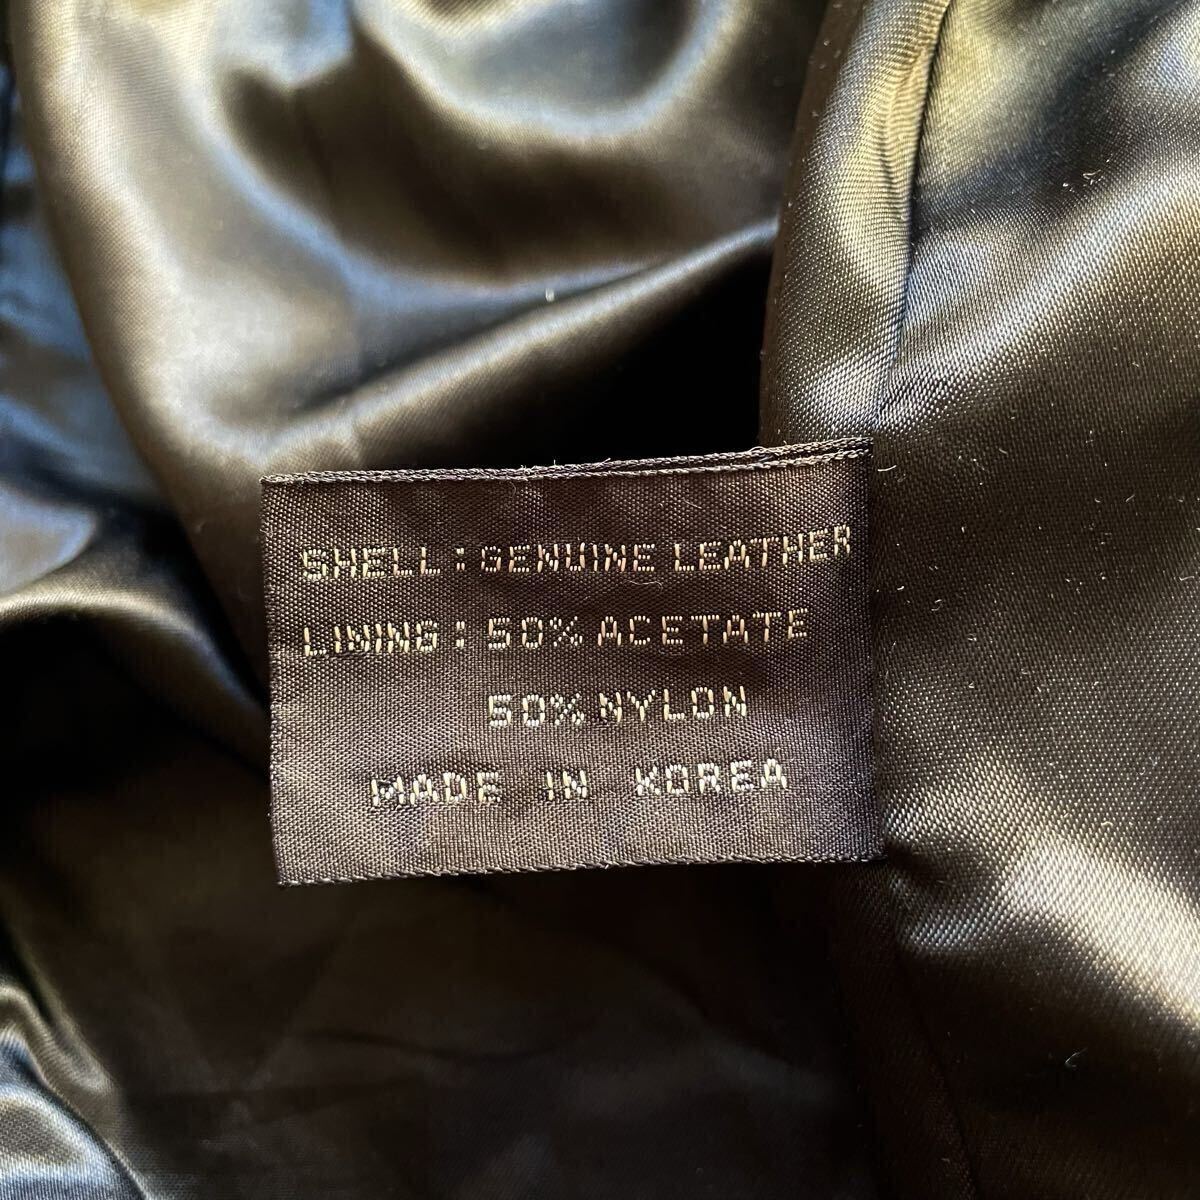 SHELL : GENUINE LEATHER
LINING : 50% ACETATE
50% NYLON
MADE IN KOREA